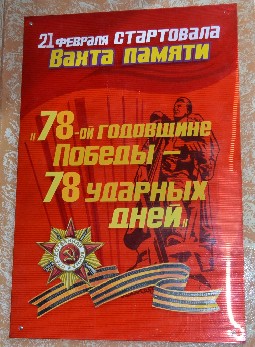 21 ФЕВРАЛЯ СТАРТОВАЛА
ВАХТА ПАМЯТИ
«78-ОЙ ГОДОВЩИНЕ
ПОБЕДЫ –
78 УДАРНЫХ
ДНЕЙ»